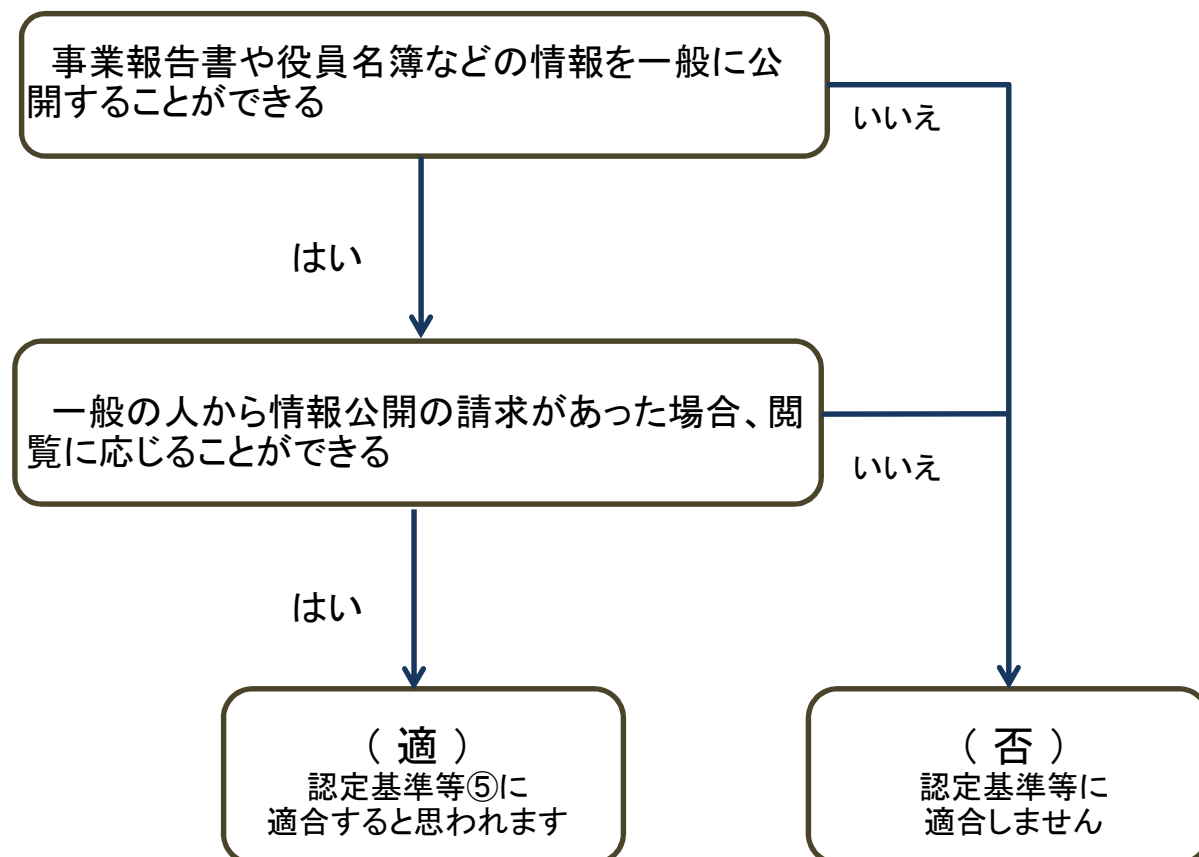 事業報告書や役員名簿などの情報を一般に公
開することができる
いいえ
はい
一般の人から情報公開の請求があった場合、閲
覧に応じることができる
いいえ
はい
（ 適 ）
認定基準等⑤に
適合すると思われます
（ 否 ）
認定基準等に
適合しません